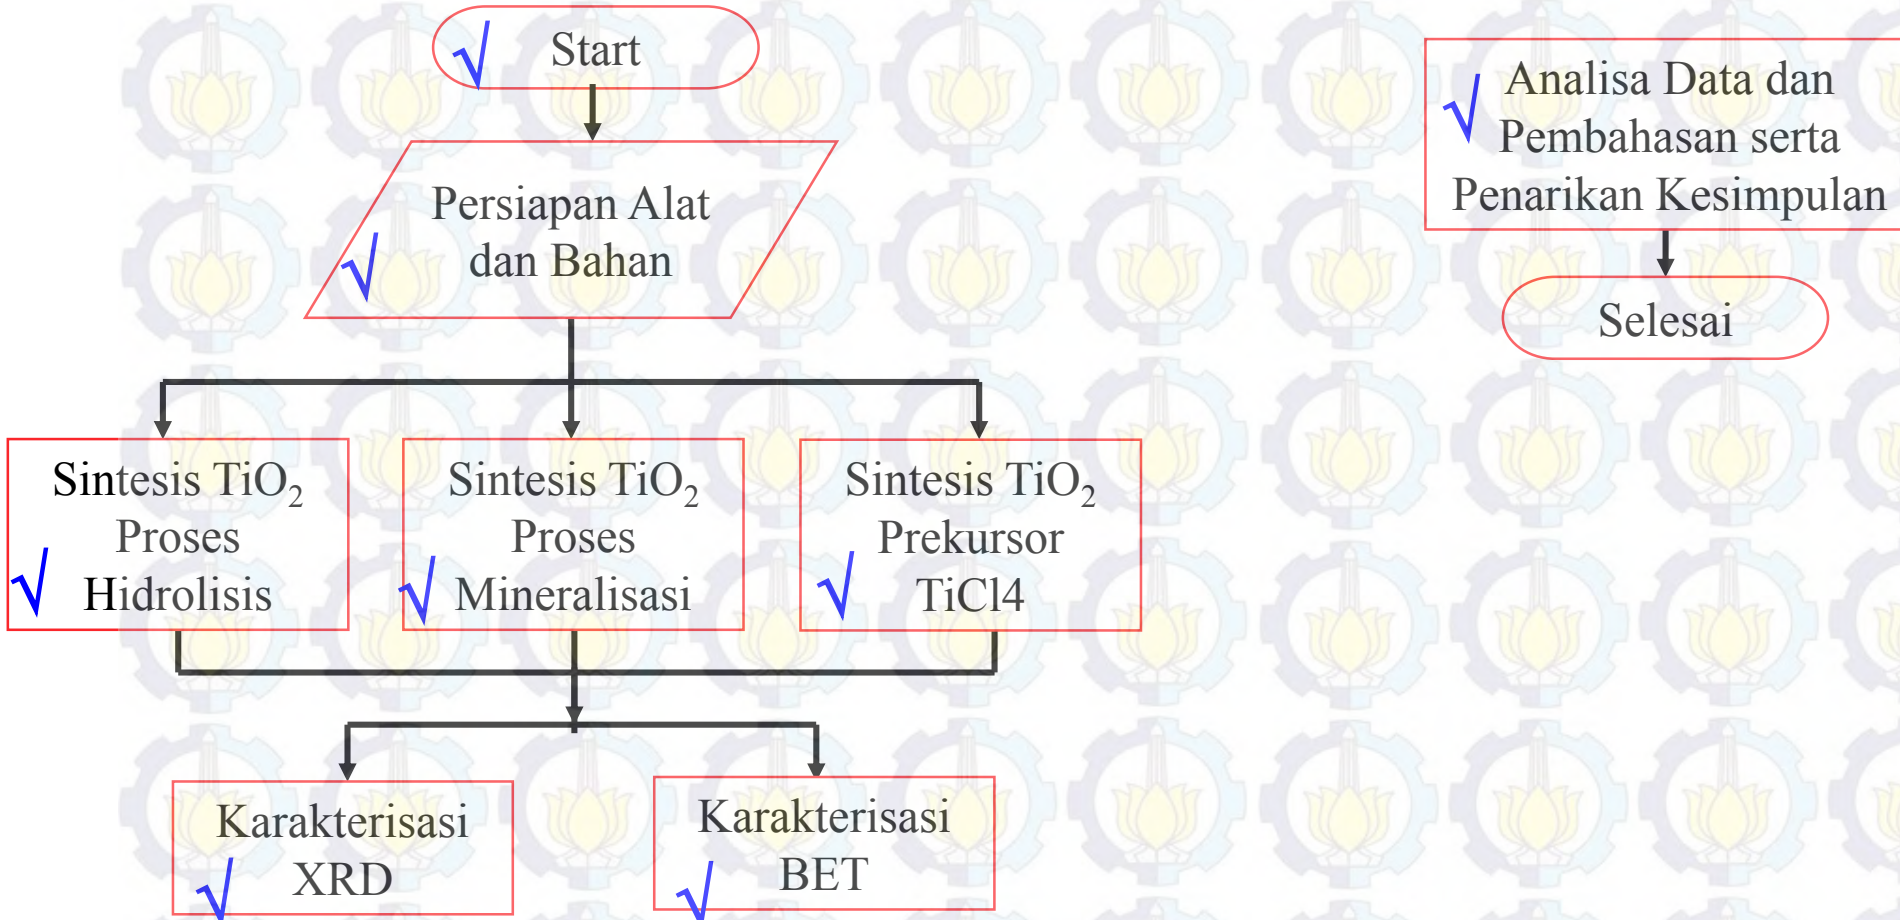 √ Start
Persiapan Alat
√ dan Bahan
Sintesis TiO₂
Proses
√ Hidrolisis
Sintesis TiO₂
Proses
√ Mineralisasi
Sintesis TiO₂
Prekursor
√ TiCl4
Karakterisasi
√ XRD
Karakterisasi
√ BET
√ Analisa Data dan
Pembahasan serta
Penarikan Kesimpulan
Selesai